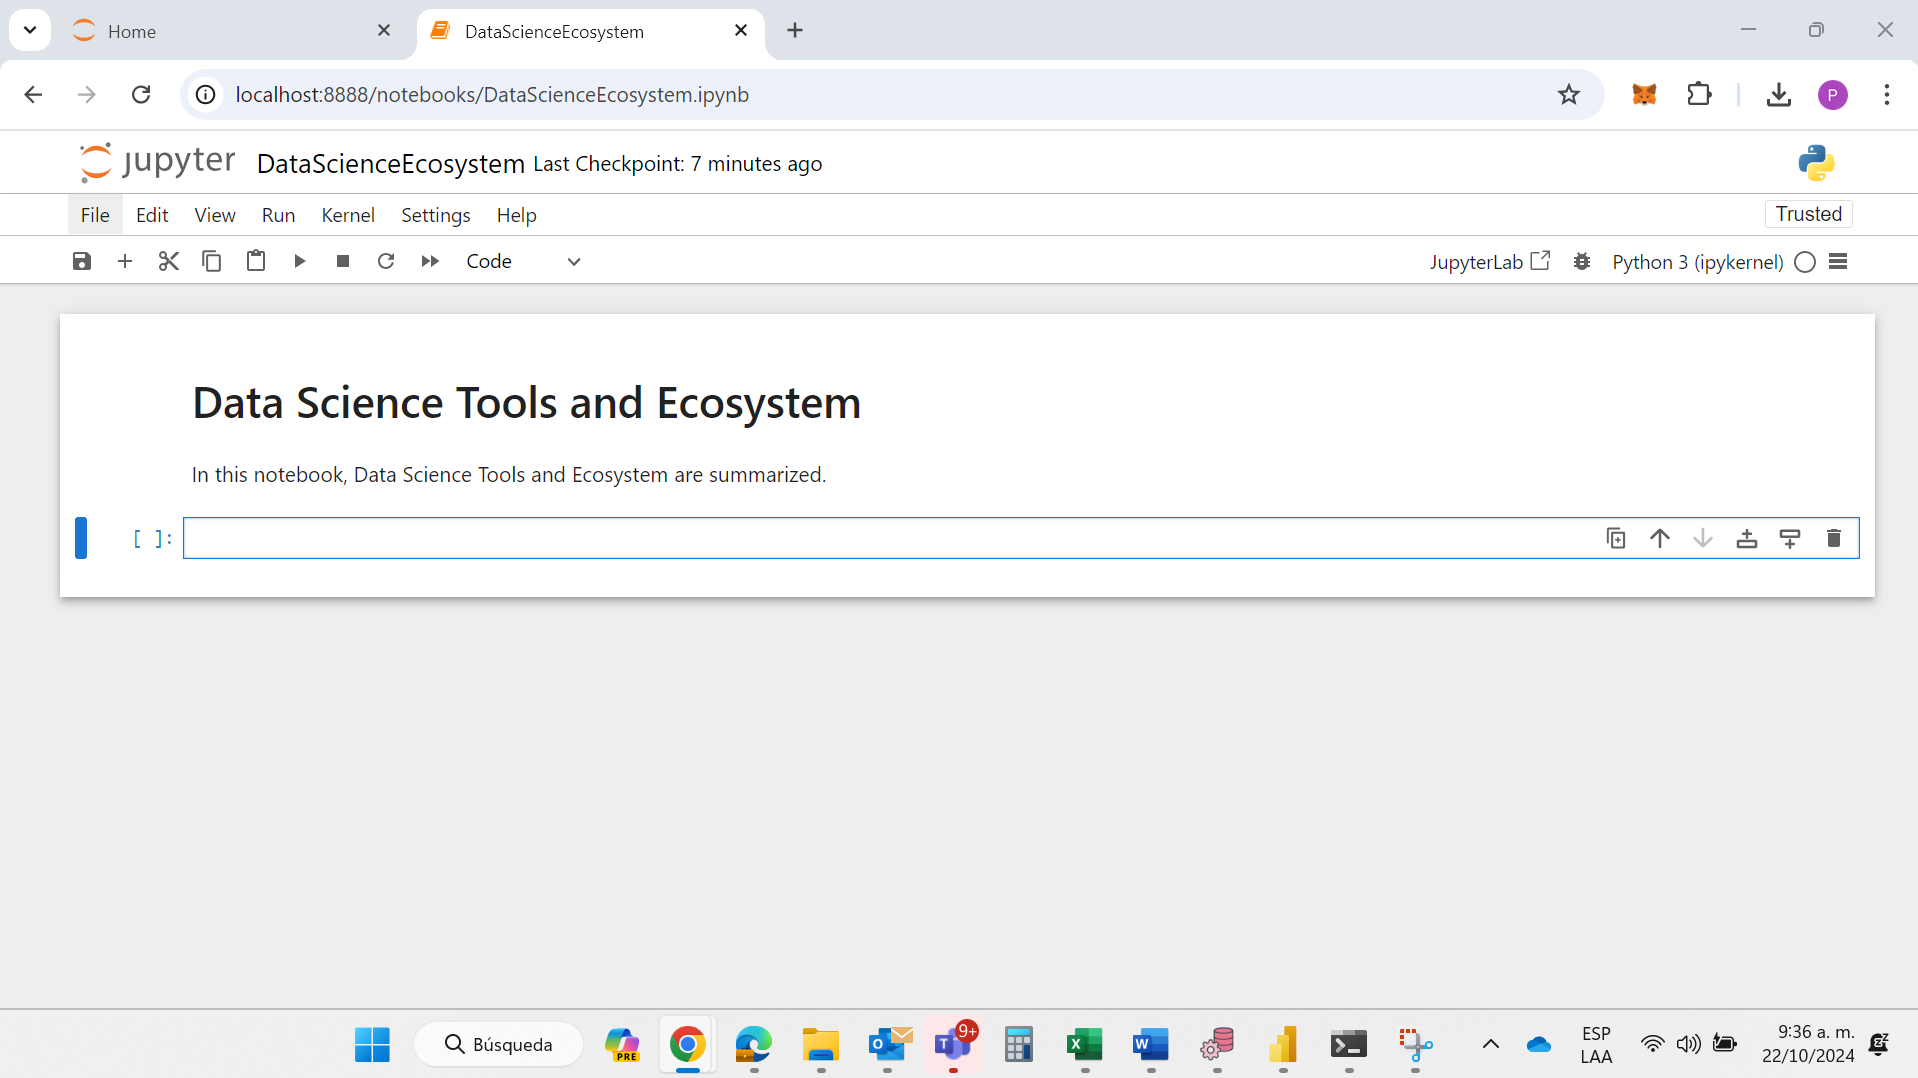 Home
DataScienceEcosystem
localhost:8888/notebooks/DataScienceEcosystem.ipynb
P
jupyter DataScienceEcosystem Last Checkpoint: 7 minutes ago
File Edit View Run Kernel Settings Help
Trusted
Code
JupyterLab
Python 3 (ipykernel)
Data Science Tools and Ecosystem
In this notebook, Data Science Tools and Ecosystem are summarized.
[ ]:
Búsqueda
PRE
O
T
9+
X
W
ESP
LAA
9:36 a. m.
22/10/2024